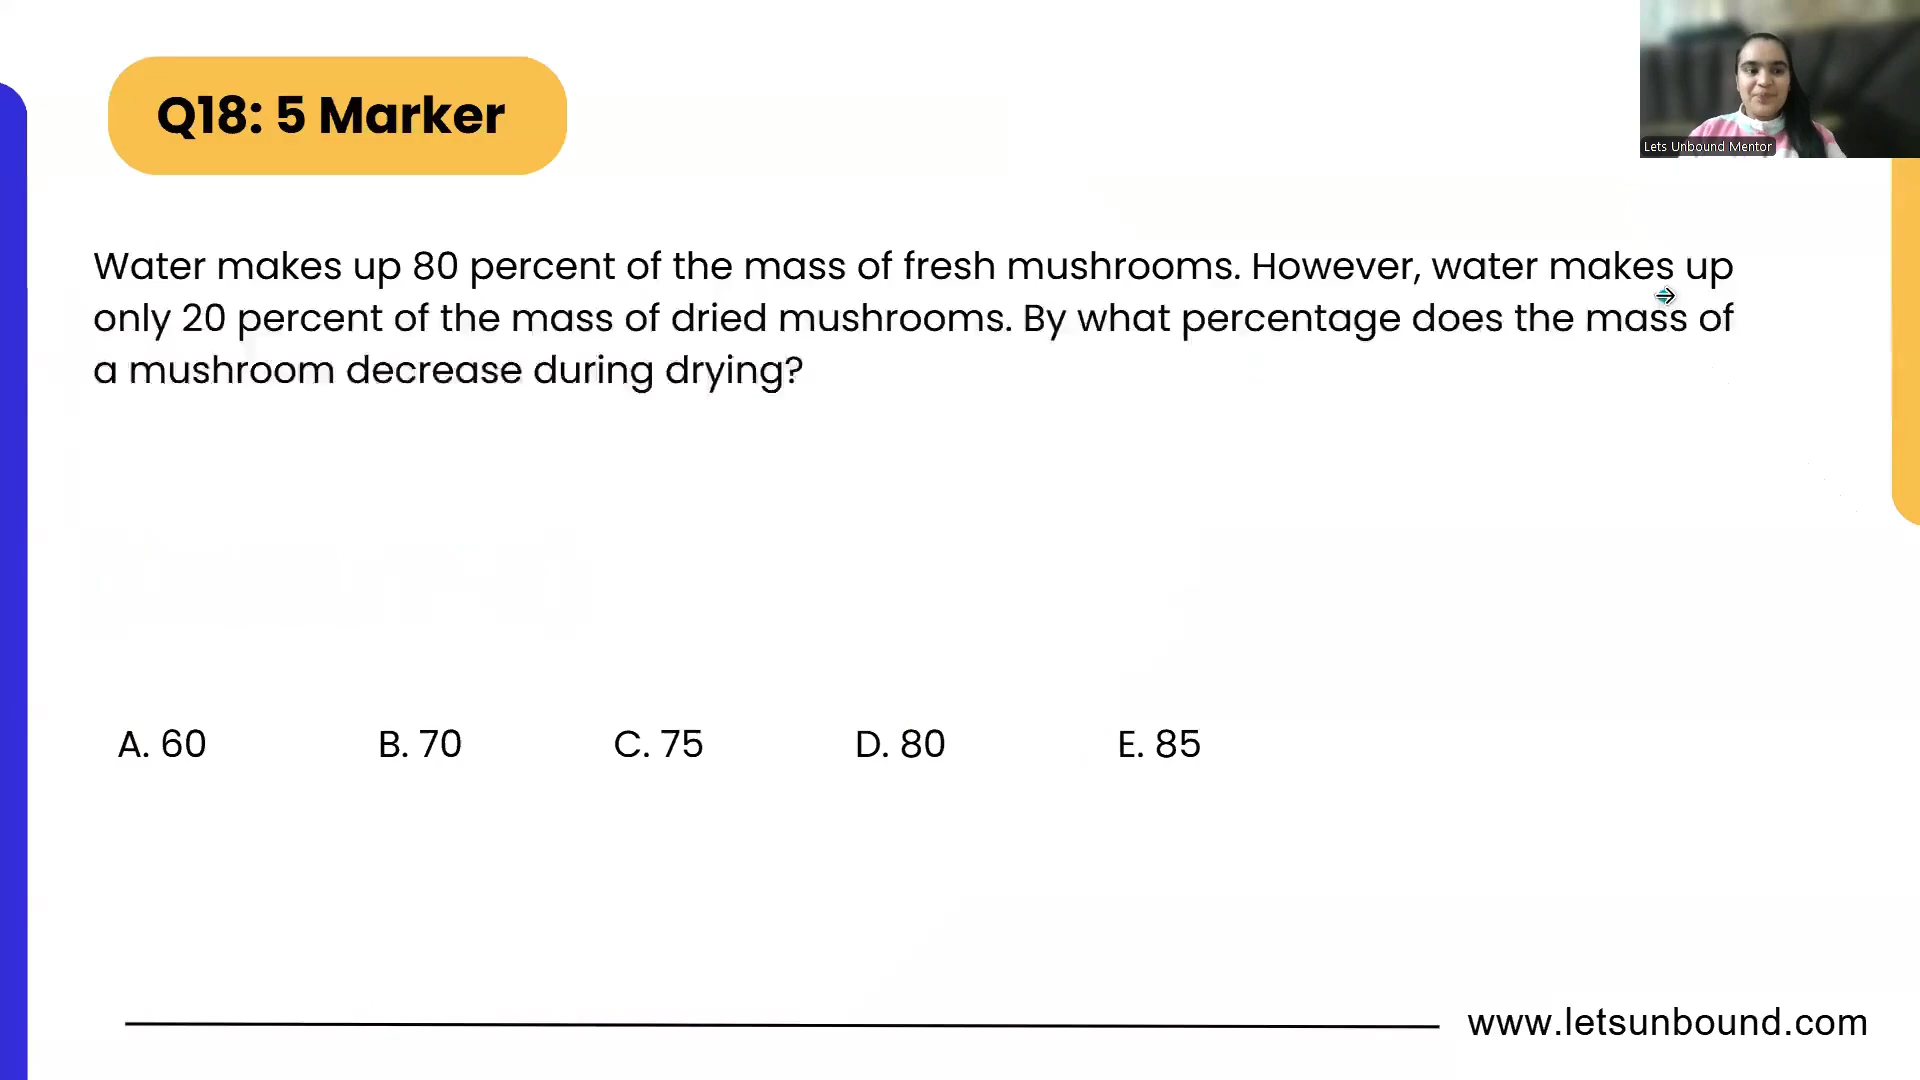 Q18: 5 Marker
Lets Unbound Mentor
Water makes up 80 percent of the mass of fresh mushrooms. However, water makes up
only 20 percent of the mass of dried mushrooms. By what percentage does the mass of
a mushroom decrease during drying?
A. 60 B. 70 C. 75 D. 80 E. 85
www.letsunbound.com